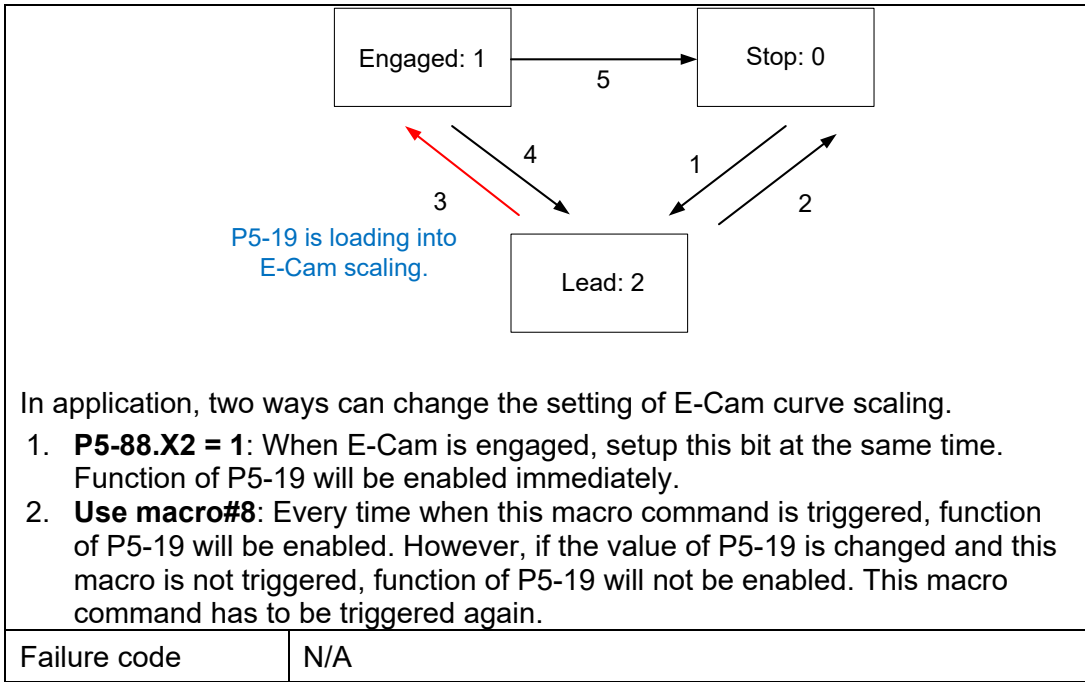 Engaged: 1
Stop: 0
5
4
1
3
2
P5-19 is loading into
E-Cam scaling.
Lead: 2
In application, two ways can change the setting of E-Cam curve scaling.
1. P5-88.X2 = 1: When E-Cam is engaged, setup this bit at the same time.
Function of P5-19 will be enabled immediately.
2. Use macro#8: Every time when this macro command is triggered, function
of P5-19 will be enabled. However, if the value of P5-19 is changed and this
macro is not triggered, function of P5-19 will not be enabled. This macro
command has to be triggered again.
Failure code N/A